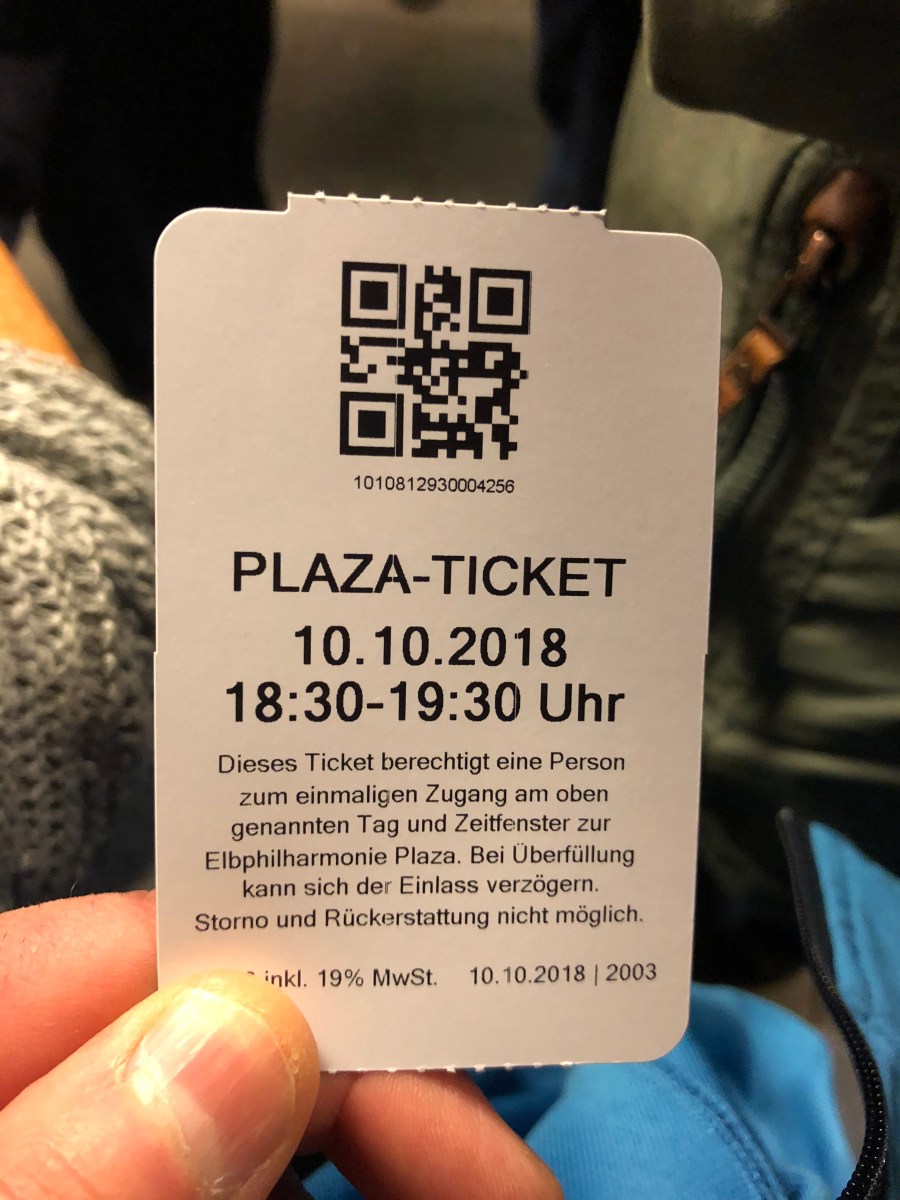 1010812930004256
PLAZA-TICKET
10.10.2018
18:30-19:30 Uhr
Dieses Ticket berechtigt eine Person
zum einmaligen Zugang am oben
genannten Tag und Zeitfenster zur
Elbphilharmonie Plaza. Bei Überfüllung
kann sich der Einlass verzögern.
Storno und Rückerstattung nicht möglich.
inkl. 19% MwSt. 10.10.2018 | 2003